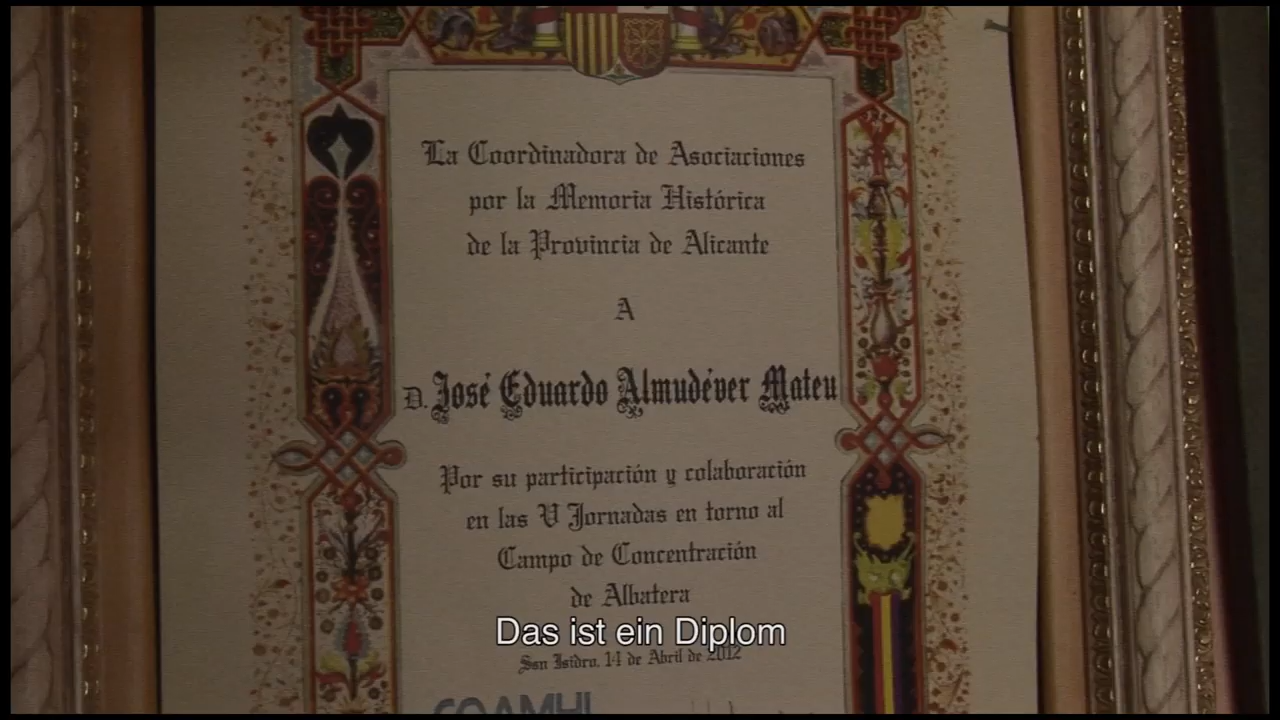 La Coordinadora de Asociaciones
por la Memoria Histórica
de la Provincia de Alicante
A
D. José Eduardo Almudéver Mateu
Por su participación y colaboración
en las V Jornadas en torno al
Campo de Concentración
de Albatera
Das ist ein Diplom
San Isidro, 14 de Abril de 2012